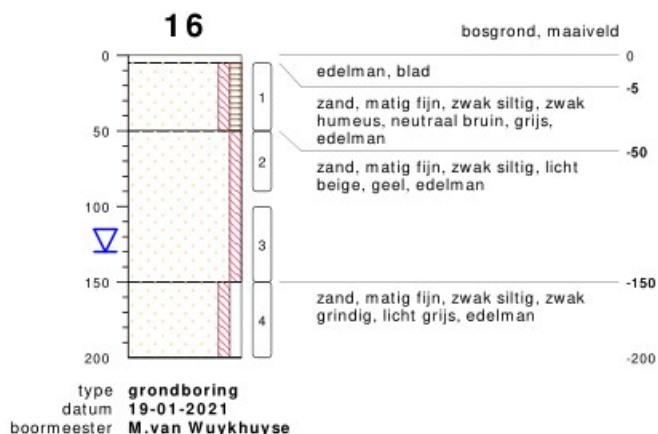 16
bosgrond, maaiveld
0
0
edelman, blad
-5
1
zand, matig fijn, zwak siltig, zwak
humeus, neutraal bruin, grijs,
edelman
50
-50
2
zand, matig fijn, zwak siltig, licht
beige, geel, edelman
100
3
150
-150
4
zand, matig fijn, zwak siltig, zwak
grindig, licht grijs, edelman
200
-200
type grondboring
datum 19-01-2021
boormeester M.van Wuykhuyse